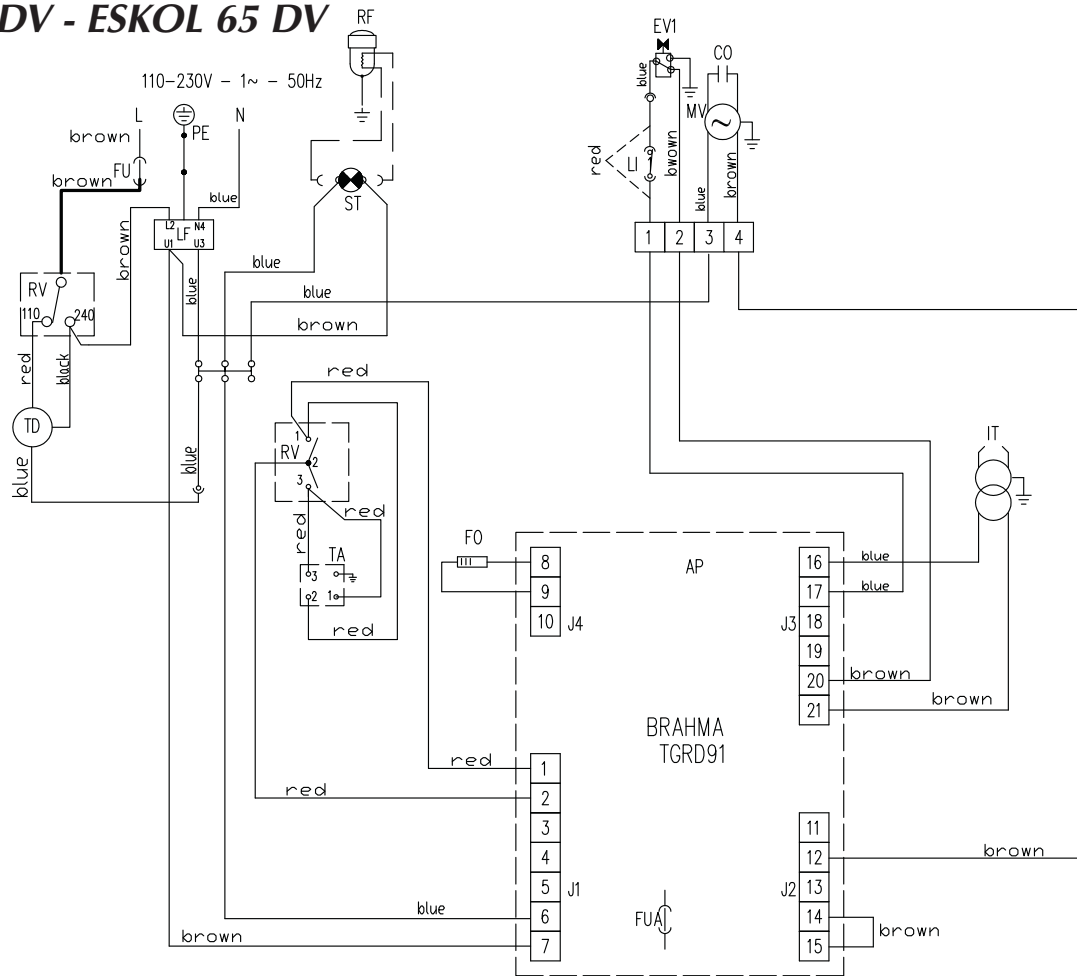 DV - ESKOL 65 DV
RF
EV1
CO
110-230V - 1~ - 50Hz
L
N
PE
brown
FU
brown
blue
MV
red
LI
bwown
blue
brown
ST
blue
L2 N4
LF
U1 U3
1 2 3 4
brown
blue
blue
blue
brown
RV
110
240
red
black
TD
blue
blue
red
1
RV
2
3
red
red
TA
3
2 1
red
IT
FO
8
9
10
J4
AP
16
17
18
19
20
21
J3
blue
blue
brown
brown
BRAHMA
TGRD91
red
red
1
2
3
4
5
6
7
J1
blue
brown
FUA
11
12
13
14
15
J2
brown
brown